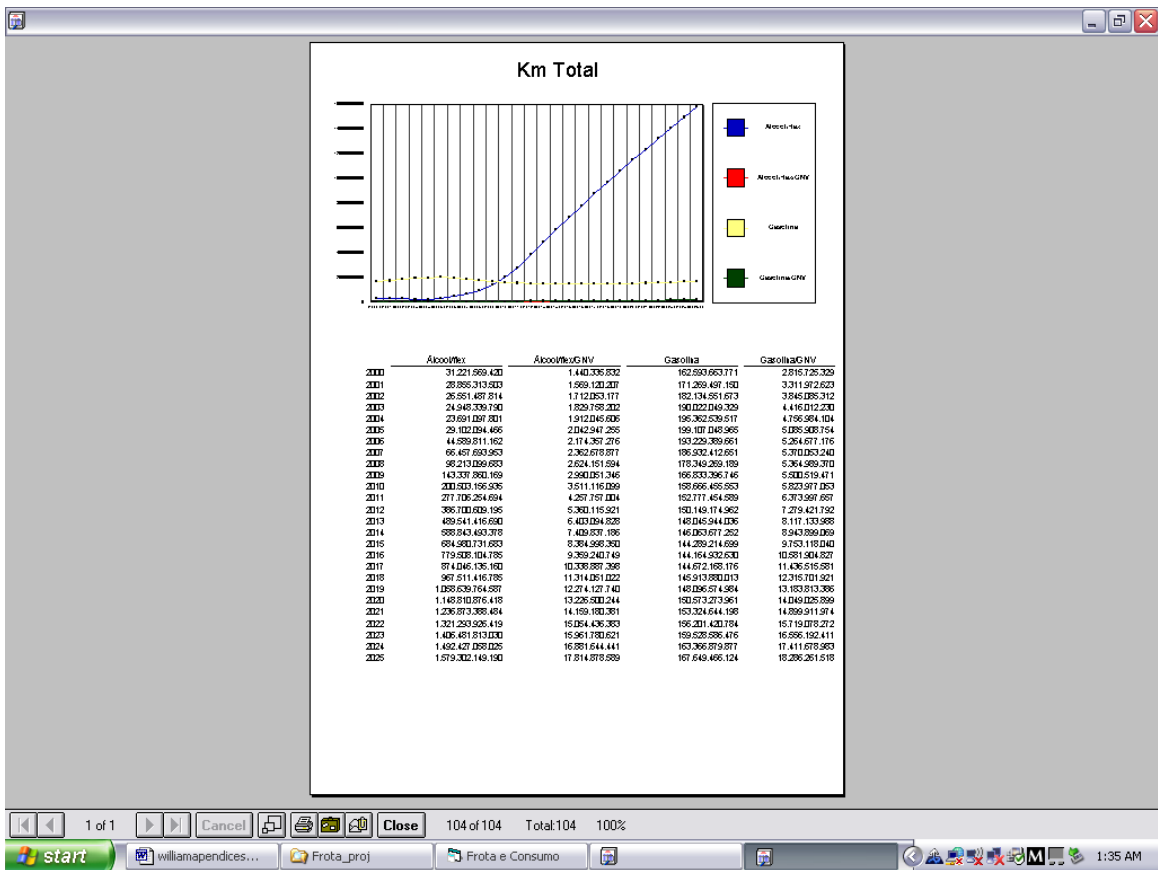 Km Total
Álcool/flex
Álcool/flex/GNV
Gasolina
Gasolina/GNV
Álcool/flex Álcool/flex/GNV Gasolina Gasolina/GNV
2000 31.221.569.420 1.440.336.832 162.593.663.771 2.815.725.329
2001 28.855.313.503 1.569.120.207 171.269.497.150 3.311.972.623
2002 26.551.487.814 1.712.053.177 182.134.551.673 3.845.085.312
2003 24.948.339.790 1.829.758.202 190.022.049.329 4.416.012.230
2004 23.691.097.801 1.912.045.606 195.362.539.517 4.756.984.104
2005 29.102.094.466 2.042.947.255 199.107.048.965 5.085.908.754
2006 44.589.811.162 2.174.357.276 193.229.389.661 5.264.677.176
2007 66.457.693.953 2.362.678.877 186.932.412.651 5.370.053.240
2008 98.213.099.683 2.624.151.594 178.349.269.189 5.364.989.370
2009 143.337.860.169 2.990.051.346 166.833.396.746 5.500.519.471
2010 200.503.156.936 3.511.116.099 158.666.455.553 5.823.977.053
2011 277.706.254.694 4.257.757.004 152.777.454.589 6.373.997.657
2012 386.700.609.195 5.360.115.921 150.149.174.962 7.279.421.792
2013 489.541.416.690 6.403.094.828 148.045.944.036 8.117.133.988
2014 588.843.493.378 7.409.837.186 146.063.677.252 8.943.899.069
2015 684.980.731.683 8.384.998.360 144.289.214.699 9.753.118.040
2016 779.508.104.785 9.359.240.749 144.164.932.630 10.581.904.827
2017 874.046.135.160 10.338.887.398 144.672.168.176 11.436.515.581
2018 967.511.416.785 11.314.051.022 145.913.880.013 12.315.701.921
2019 1.058.639.764.587 12.274.127.740 148.096.574.984 13.183.813.386
2020 1.148.810.876.418 13.226.500.244 150.573.273.961 14.049.025.899
2021 1.236.873.388.484 14.159.180.381 153.324.644.198 14.899.911.974
2022 1.321.293.926.419 15.054.436.383 156.201.420.784 15.719.078.272
2023 1.406.481.813.030 15.961.780.621 159.528.586.476 16.556.192.411
2024 1.492.427.058.025 16.881.644.441 163.366.879.877 17.411.678.983
2025 1.579.302.149.190 17.814.878.589 167.649.466.124 18.286.261.518
1 of 1 Cancel Close 104 of 104 Total:104 100%
start williamapendices... Frota_proj Frota e Consumo M 1:35 AM